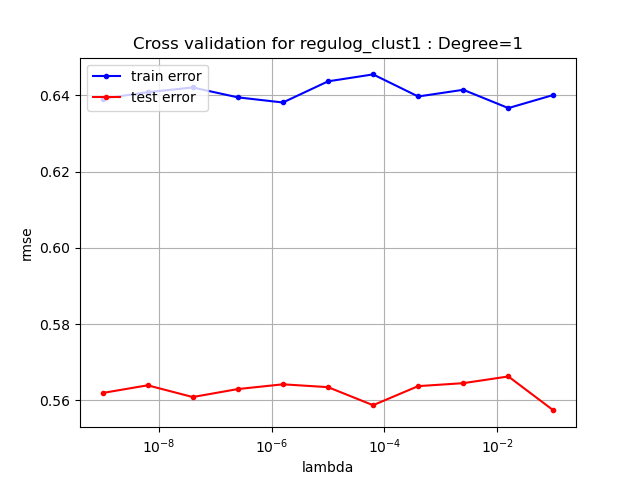 Cross validation for regulog_clust1 : Degree=1
train error
test error
0.64
0.62
0.60
0.58
0.56
rmse
10⁻⁸
10⁻⁶
10⁻⁴
10⁻²
lambda